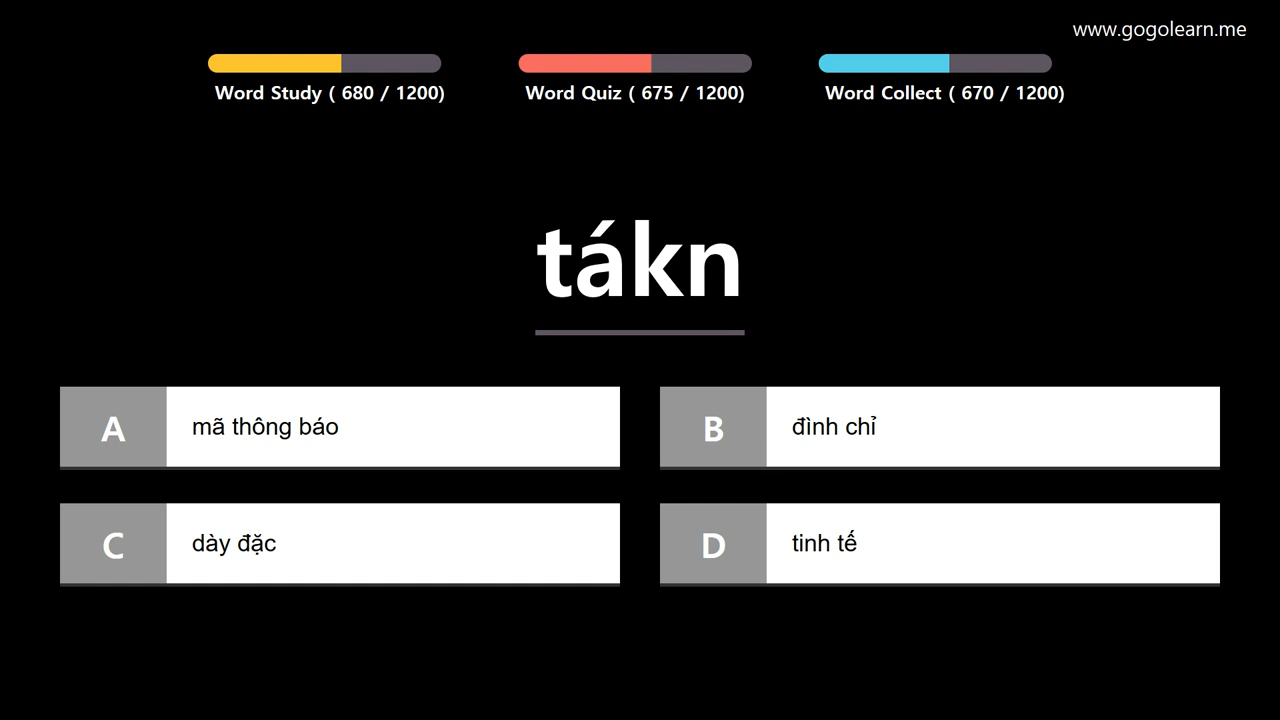 www.gogolearn.me
Word Study ( 680 / 1200)
Word Quiz ( 675 / 1200)
Word Collect ( 670 / 1200)
tákn
A
mã thông báo
B
đình chỉ
C
dày đặc
D
tinh tế